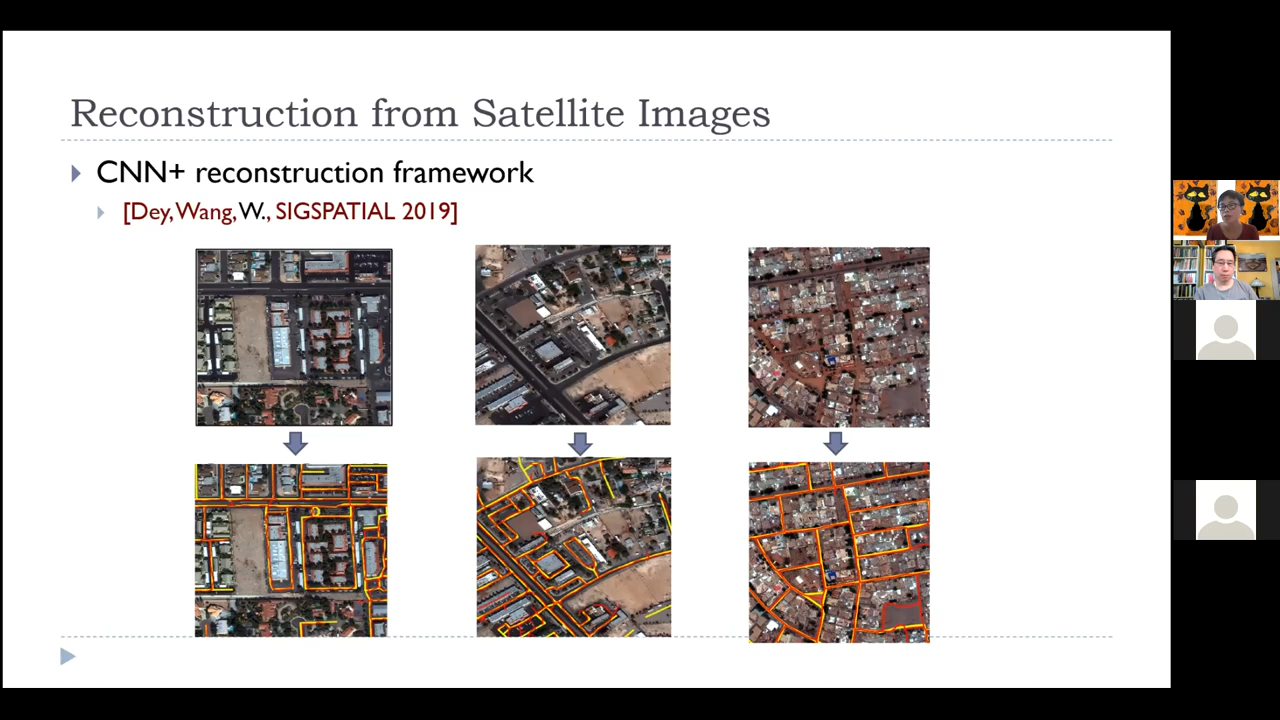 Reconstruction from Satellite Images
CNN+ reconstruction framework
[Dey, Wang, W., SIGSPATIAL 2019]